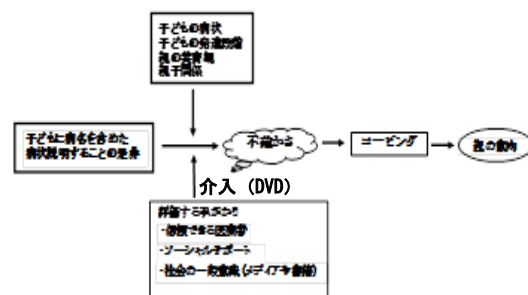 子どもの病状
子どもの発達段階
親の養育観
親子関係
子どもに病名を含めた
病状説明することの是非
不確かさ
コーピング
親の意向
介入 (DVD)
評価する手がかり
・信頼できる医療者
・ソーシャルサポート
・社会の一般意識 (メディアや書籍)